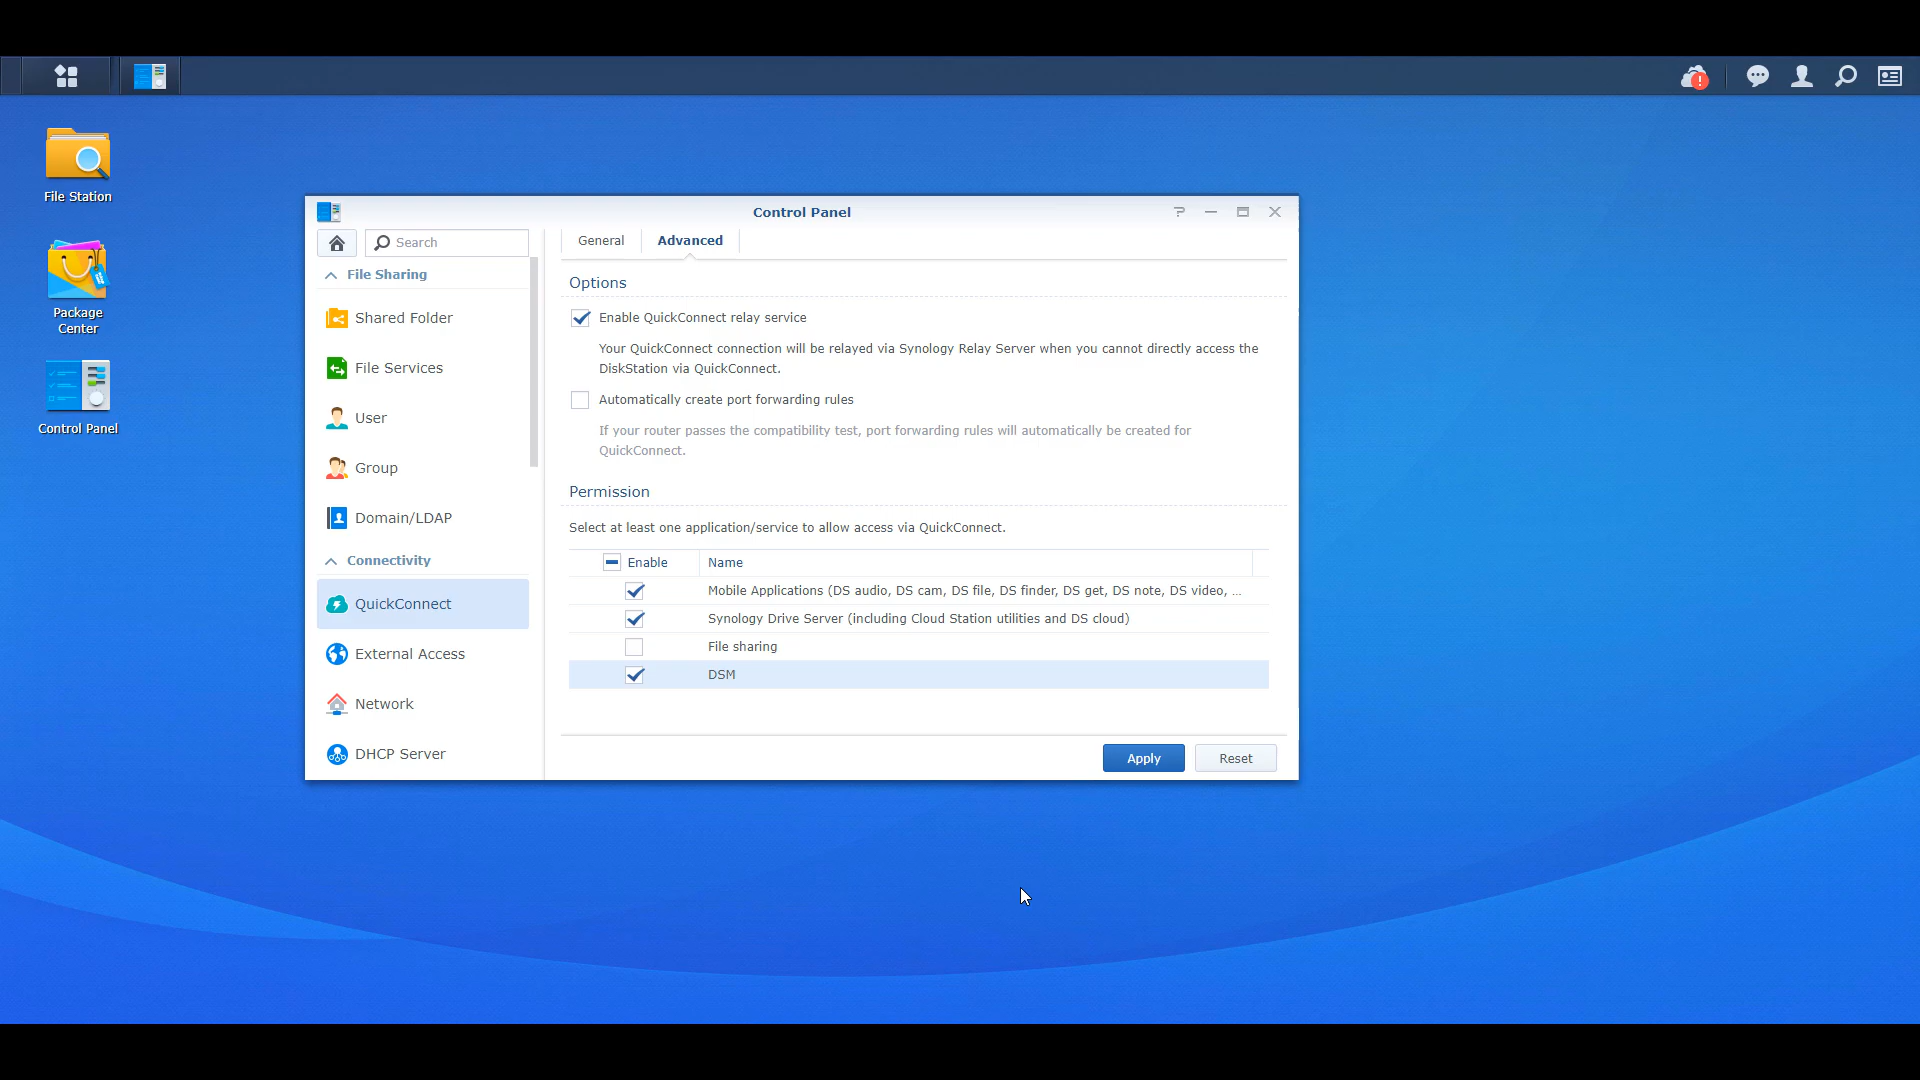 File Station
Package
Center
Control Panel
Control Panel
Search
File Sharing
Shared Folder
File Services
User
Group
Domain/LDAP
Connectivity
QuickConnect
External Access
Network
DHCP Server
General
Advanced
Options
Enable QuickConnect relay service
Your QuickConnect connection will be relayed via Synology Relay Server when you cannot directly access the
DiskStation via QuickConnect.
Automatically create port forwarding rules
If your router passes the compatibility test, port forwarding rules will automatically be created for
QuickConnect.
Permission
Select at least one application/service to allow access via QuickConnect.
Enable Name
Mobile Applications (DS audio, DS cam, DS file, DS finder, DS get, DS note, DS video, ...
Synology Drive Server (including Cloud Station utilities and DS cloud)
File sharing
DSM
Apply
Reset